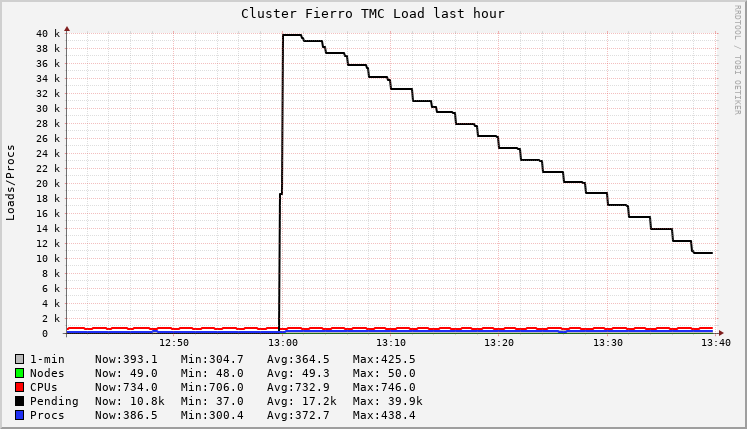 Cluster Fierro TMC Load last hour
RRDTOOL / TOBI OETIKER
Loads/Procs
40 k
38 k
36 k
34 k
32 k
30 k
28 k
26 k
24 k
22 k
20 k
18 k
16 k
14 k
12 k
10 k
8 k
6 k
4 k
2 k
0
12:50 13:00 13:10 13:20 13:30 13:40
1-min Now:393.1 Min:304.7 Avg:364.5 Max:425.5
Nodes Now: 49.0 Min: 48.0 Avg: 49.3 Max: 50.0
CPUs Now:734.0 Min:706.0 Avg:732.9 Max:746.0
Pending Now: 10.8k Min: 37.0 Avg: 17.2k Max: 39.9k
Procs Now:386.5 Min:300.4 Avg:372.7 Max:438.4